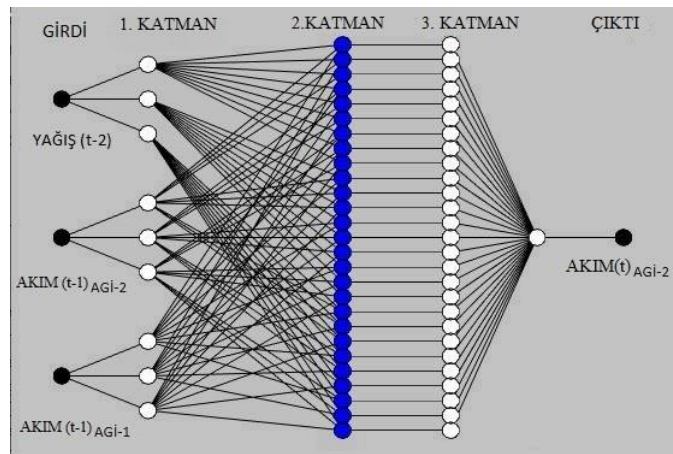 GİRDİ 1. KATMAN 2.KATMAN 3. KATMAN ÇIKTI
YAĞIŞ (t-2)
AKIM (t-1) AGİ-2
AKIM(t) AGİ-2
AKIM (t-1) AGİ-1